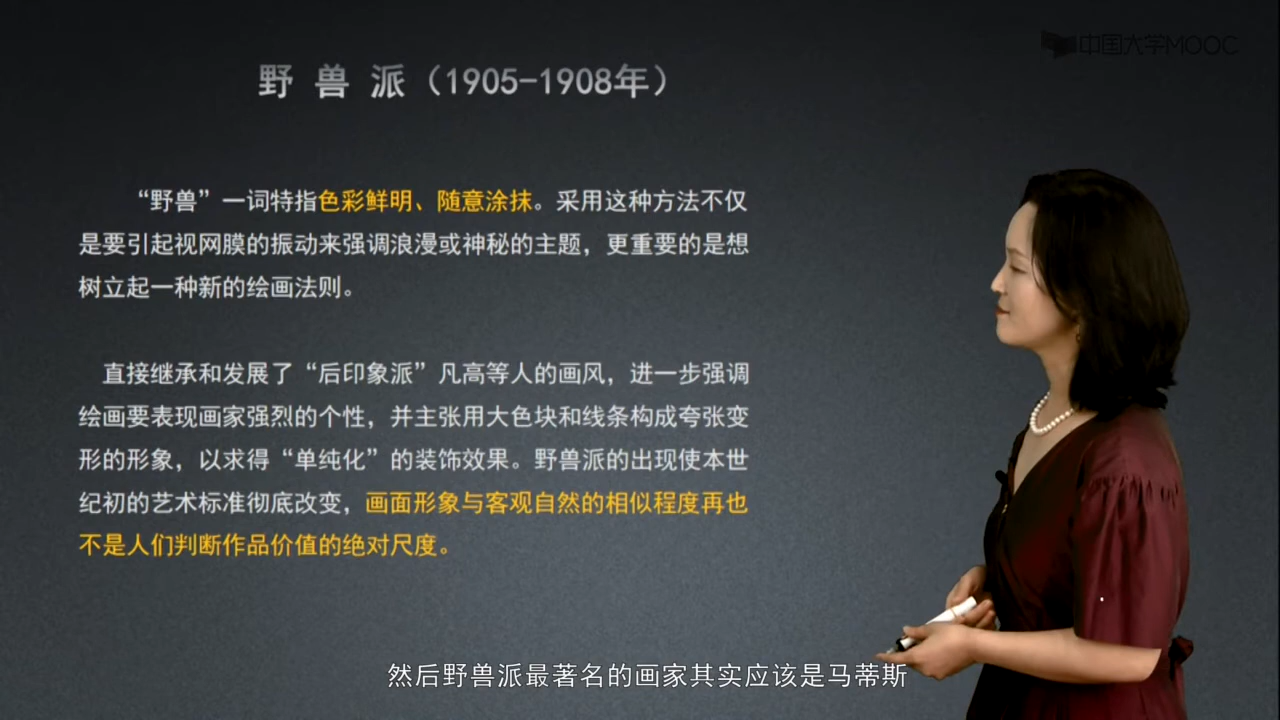 中国大学MOOC
野 兽 派（1905-1908年）
“野兽”一词特指色彩鲜明、随意涂抹。采用这种方法不仅
是要引起视网膜的振动来强调浪漫或神秘的主题，更重要的是想
树立起一种新的绘画法则。
直接继承和发展了“后印象派”凡高等人的画风，进一步强调
绘画要表现画家强烈的个性，并主张用大色块和线条构成夸张变
形的形象，以求得“单纯化”的装饰效果。野兽派的出现使本世
纪初的艺术标准彻底改变，画面形象与客观自然的相似程度再也
不是人们判断作品价值的绝对尺度。
然后野兽派最著名的画家其实应该是马蒂斯